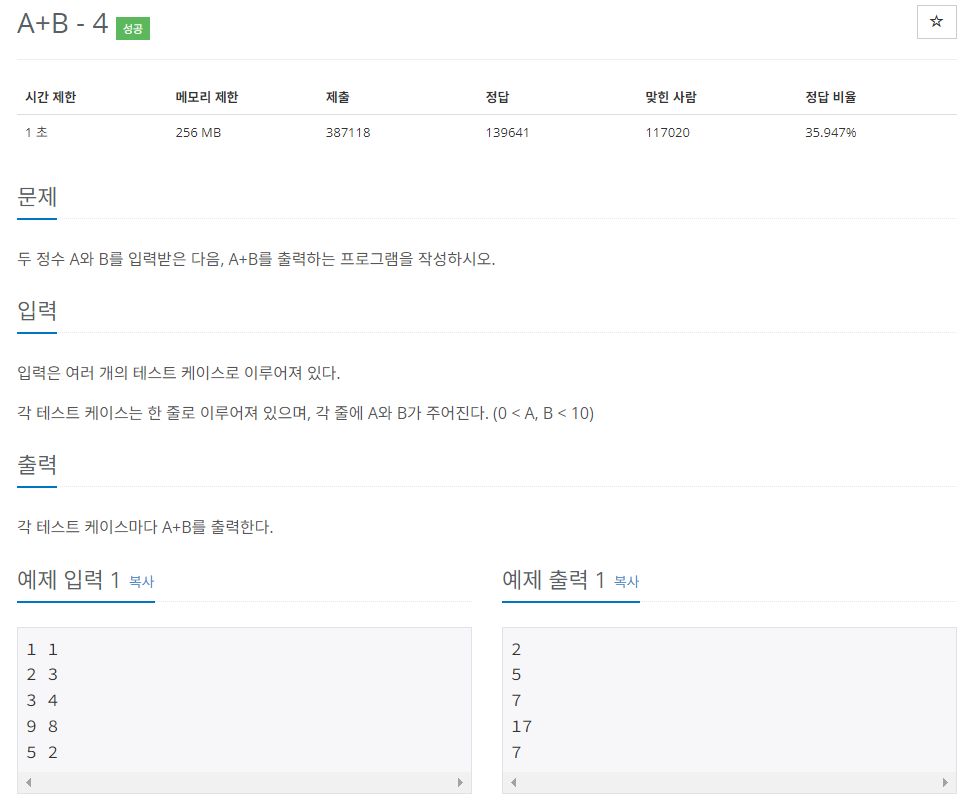 A+B - 4 성공
☆
시간 제한 메모리 제한 제출 정답 맞힌 사람 정답 비율
1 초 256 MB 387118 139641 117020 35.947%
문제
두 정수 A와 B를 입력받은 다음, A+B를 출력하는 프로그램을 작성하시오.
입력
입력은 여러 개의 테스트 케이스로 이루어져 있다.
각 테스트 케이스는 한 줄로 이루어져 있으며, 각 줄에 A와 B가 주어진다. (0 < A, B < 10)
출력
각 테스트 케이스마다 A+B를 출력한다.
예제 입력 1 복사
1 1
2 3
3 4
9 8
5 2
예제 출력 1 복사
2
5
7
17
7